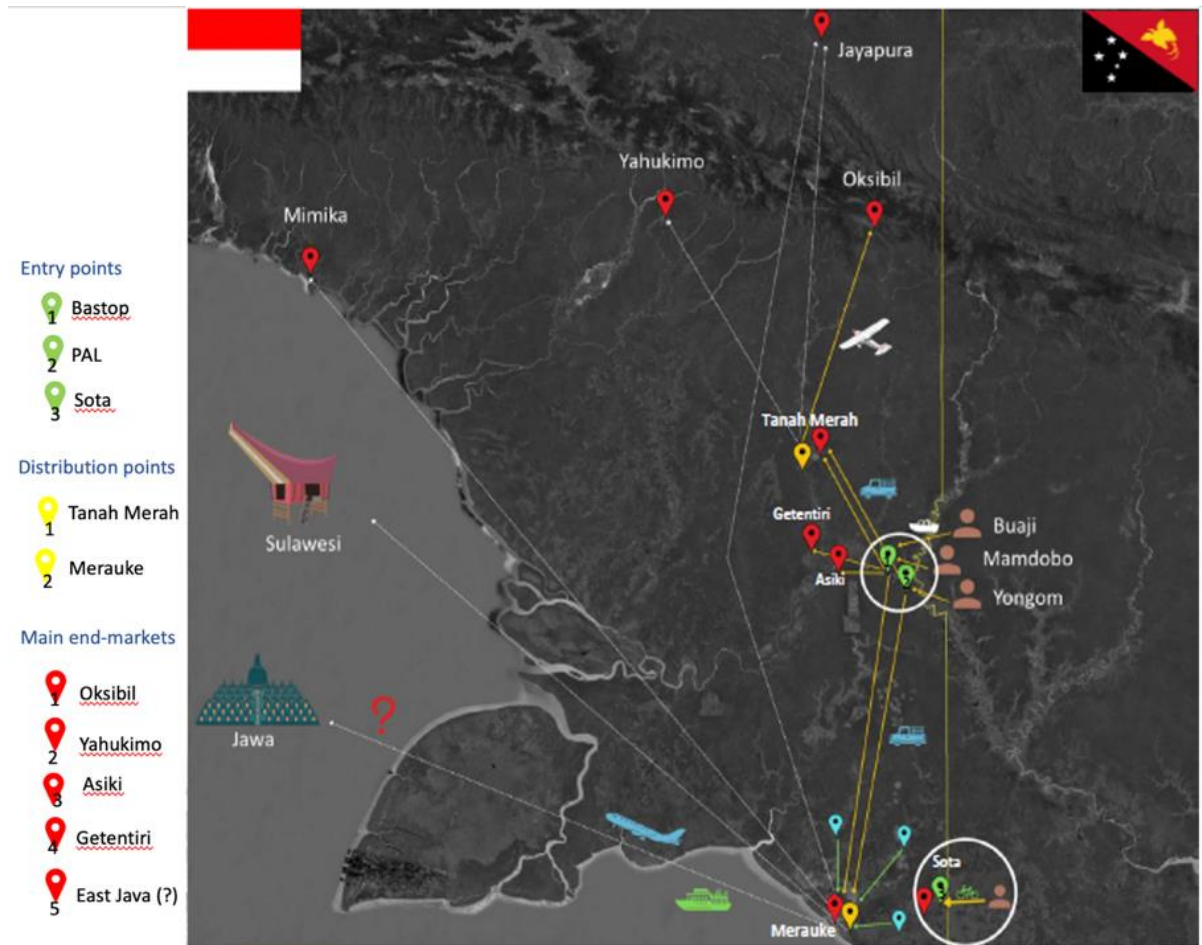 Entry points
1 Bastop
2 PAL
3 Sota
Distribution points
1 Tanah Merah
2 Merauke
Main end-markets
1 Oksibil
2 Yahukimo
3 Asiki
4 Getentiri
5 East Java (?)
Jayapura
Yahukimo
Oksibil
Mimika
Tanah Merah
Getentiri
Asiki
Buaji
Mamdobo
Yongom
Sulawesi
?
Jawa
Sota
Merauke